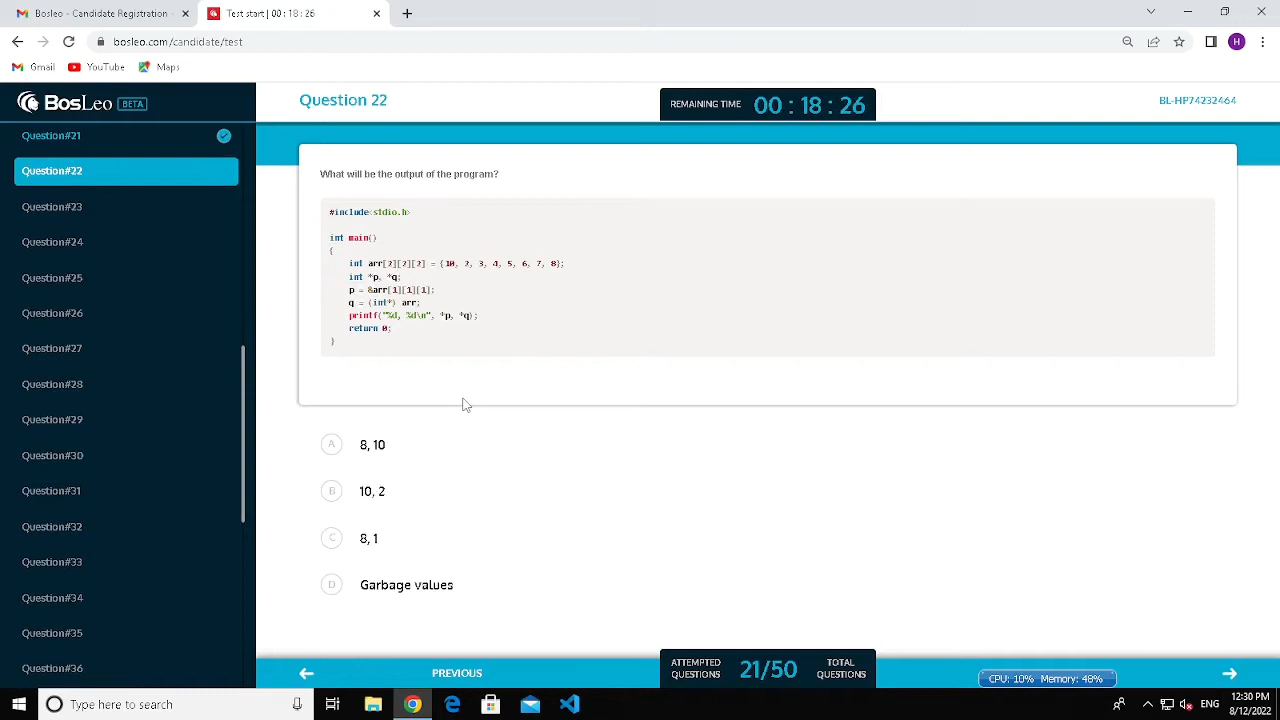 Bosleo - Candidate Registration -
Test start | 00 : 18 : 26
bosleo.com/candidate/test
H
Gmail
YouTube
Maps
BOSLEO BETA
Question#21
Question#22
Question#23
Question#24
Question#25
Question#26
Question#27
Question#28
Question#29
Question#30
Question#31
Question#32
Question#33
Question#34
Question#35
Question#36
Question 22
REMAINING TIME 00 : 18 : 26
BL-HP74232464
What will be the output of the program?
#include<stdio.h>
int main()
{
int arr[2][2][2] = {10, 2, 3, 4, 5, 6, 7, 8};
int *p, *q;
p = &arr[1][1][1];
q = (int*) arr;
printf("%d, %d\n", *p, *q);
return 0;
}
A 8, 10
B 10, 2
C 8, 1
D Garbage values
PREVIOUS
ATTEMPTED QUESTIONS 21/50 TOTAL QUESTIONS
CPU: 10% Memory: 48%
Type here to search
ENG
12:30 PM
8/12/2022